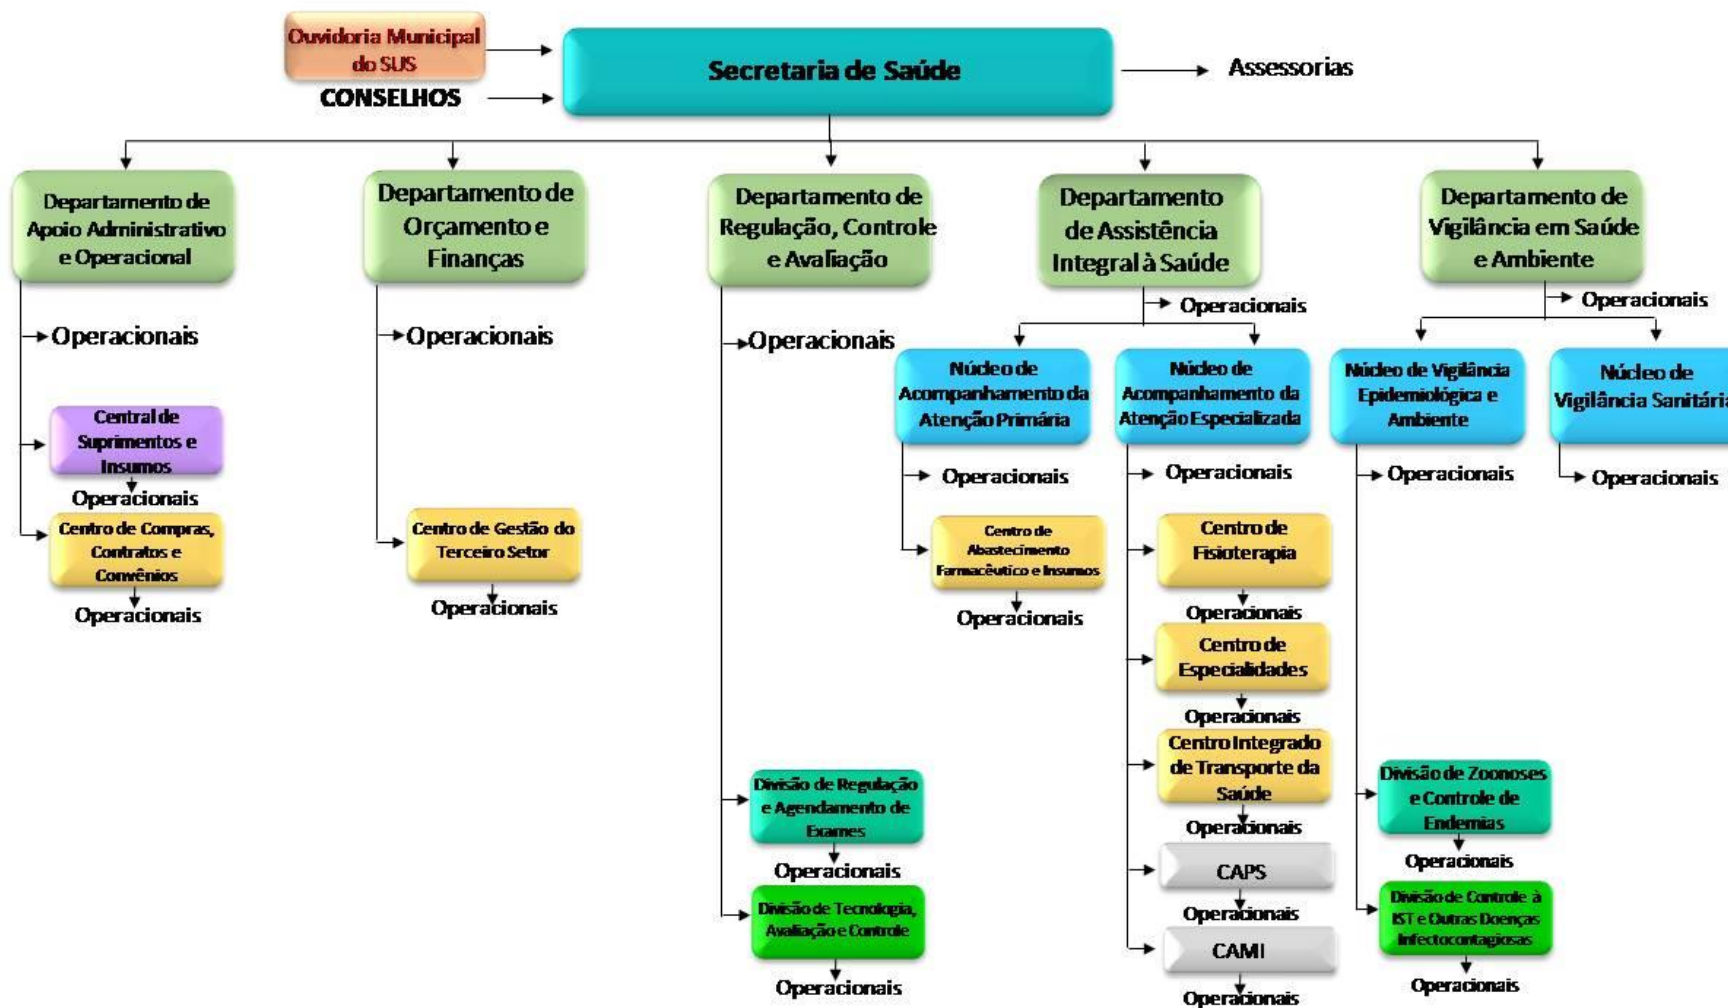 Ouvidoria Municipal
do SUS
CONSELHOS
Secretaria de Saúde
Assessorias
Departamento de
Apoio Administrativo
e Operacional
Operacionais
Central de
Suprimentos e
Insumos
Operacionais
Centro de Compras,
Contratos e
Convênios
Operacionais
Departamento de
Orçamento e
Finanças
Operacionais
Centro de Gestão do
Terceiro Setor
Operacionais
Departamento de
Regulação, Controle
e Avaliação
Operacionais
Divisão de Regulação
e Agendamento de
Exames
Operacionais
Divisão de Tecnologia,
Avaliação e Controle
Operacionais
Departamento
de Assistência
Integral à Saúde
Operacionais
Núcleo de
Acompanhamento da
Atenção Primária
Operacionais
Centro de
Abastecimento
Farmacêutico e Insumos
Operacionais
Núcleo de
Acompanhamento da
Atenção Especializada
Operacionais
Centro de
Fisioterapia
Operacionais
Centro de
Especialidades
Operacionais
Centro Integrado
de Transporte da
Saúde
Operacionais
CAPS
Operacionais
CAMI
Operacionais
Departamento de
Vigilância em Saúde
e Ambiente
Operacionais
Núcleo de Vigilância
Epidemiológica e
Ambiente
Operacionais
Divisão de Zoonoses
e Controle de
Endemias
Operacionais
Divisão de Controle à
IST e Outras Doenças
Infectocontagiosas
Operacionais
Núcleo de
Vigilância Sanitária
Operacionais